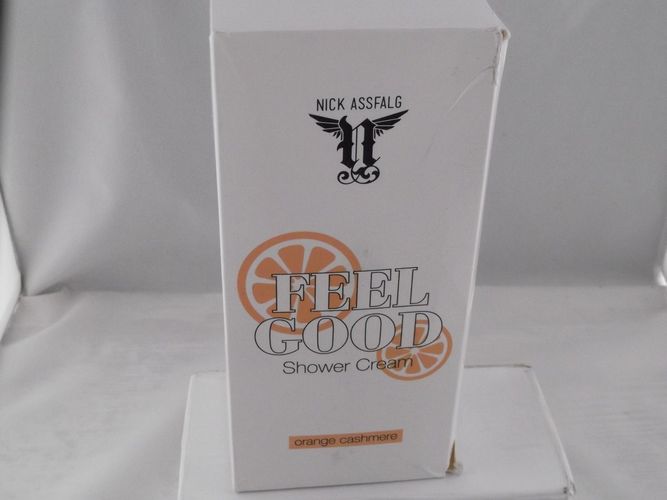 NICK ASSFALG
n
FEEL
GOOD
Shower Cream
orange cashmere